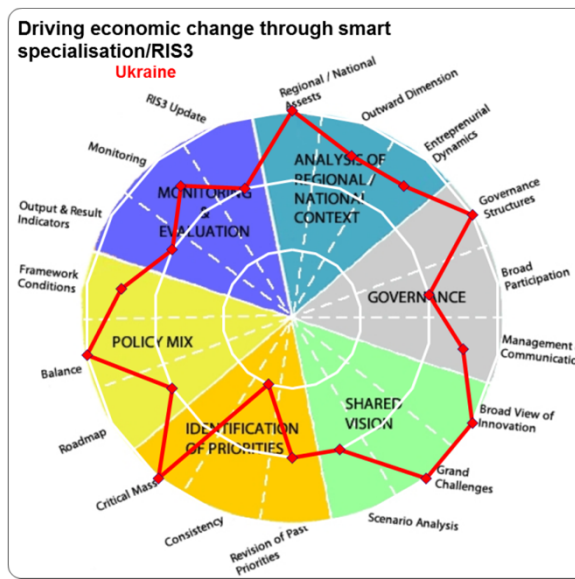 Driving economic change through smart
specialisation/RIS3
Ukraine
Regional / National
Assests
Outward Dimension
Entreprenurial
Dynamics
Governance
Structures
Broad
Participation
Management
Communicatio
Broad View of
Innovation
Grand
Challenges
Scenario Analysis
Revision of Past
Priorities
Consistency
Critical Mass
Roadmap
Balance
Framework
Conditions
Output & Result
Indicators
Monitoring
RIS3 Update
ANALYSIS OF
REGIONAL /
NATIONAL
CONTEXT
GOVERNANCE
SHARED
VISION
IDENTIFICATION
OF PRIORITIES
POLICY MIX
MONITORING
&
EVALUATION